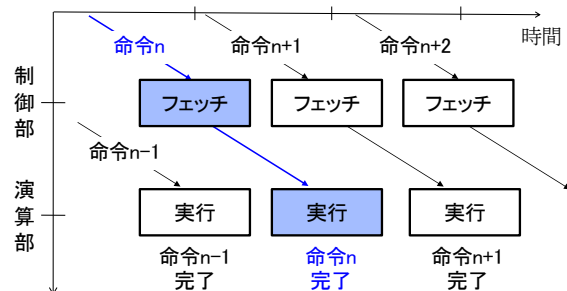 時間
命令n
命令n+1
命令n+2
制御部
フェッチ
フェッチ
フェッチ
命令n-1
演算部
実行
実行
実行
命令n-1
完了
命令n
完了
命令n+1
完了